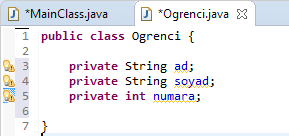 *MainClass.java
*Ogrenci.java
1 public class Ogrenci {
2
3 private String ad;
4 private String soyad;
5 private int numara;
6
7 }